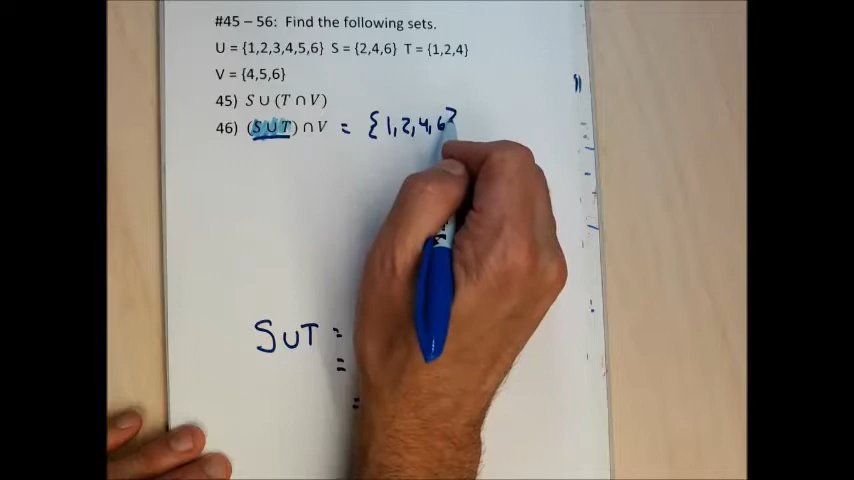 #45 – 56: Find the following sets.
U = {1,2,3,4,5,6} S = {2,4,6} T = {1,2,4}
V = {4,5,6}
45) S ∪ (T ∩ V)
46) (S ∪ T) ∩ V = {1,2,4,6}
S∪T =
=
=